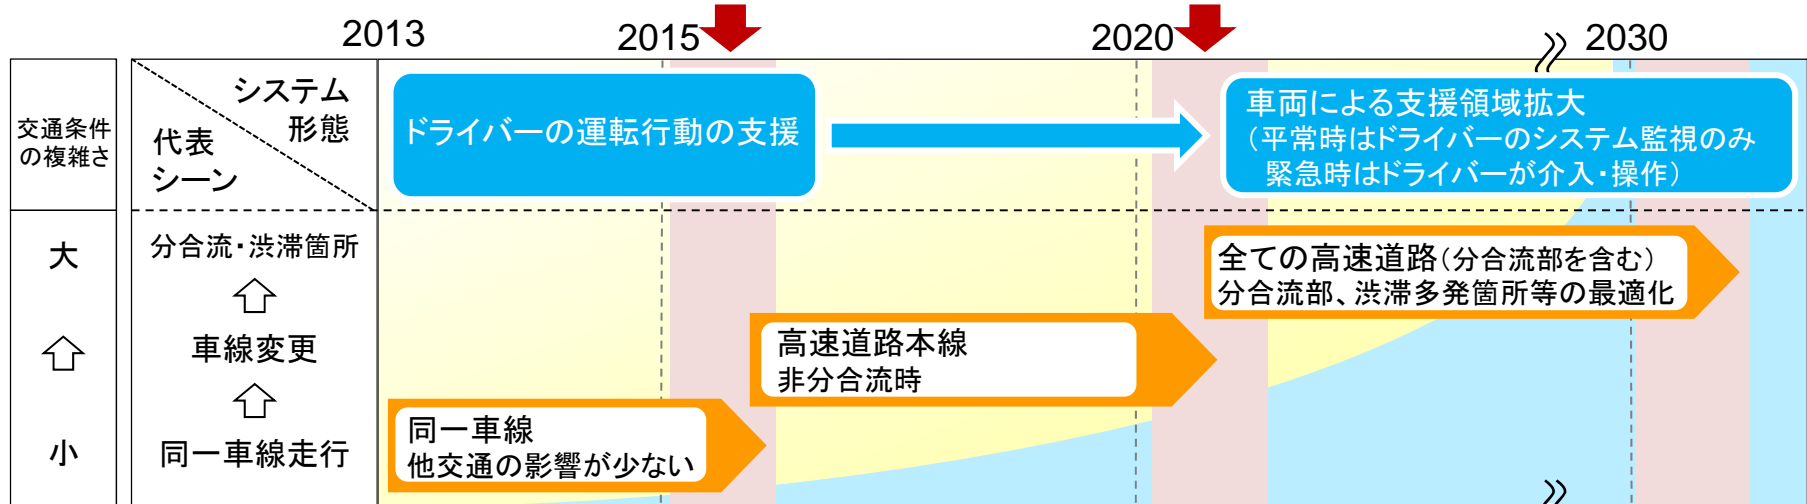 2013
2015
2020
2030
交通条件
の複雑さ
システム
形態
代表
シーン
ドライバーの運転行動の支援
車両による支援領域拡大
(平常時はドライバーのシステム監視のみ
緊急時はドライバーが介入・操作)
大
分合流・渋滞箇所
全ての高速道路(分合流部を含む)
分合流部、渋滞多発箇所等の最適化
車線変更
高速道路本線
非分合流時
小
同一車線走行
同一車線
他交通の影響が少ない